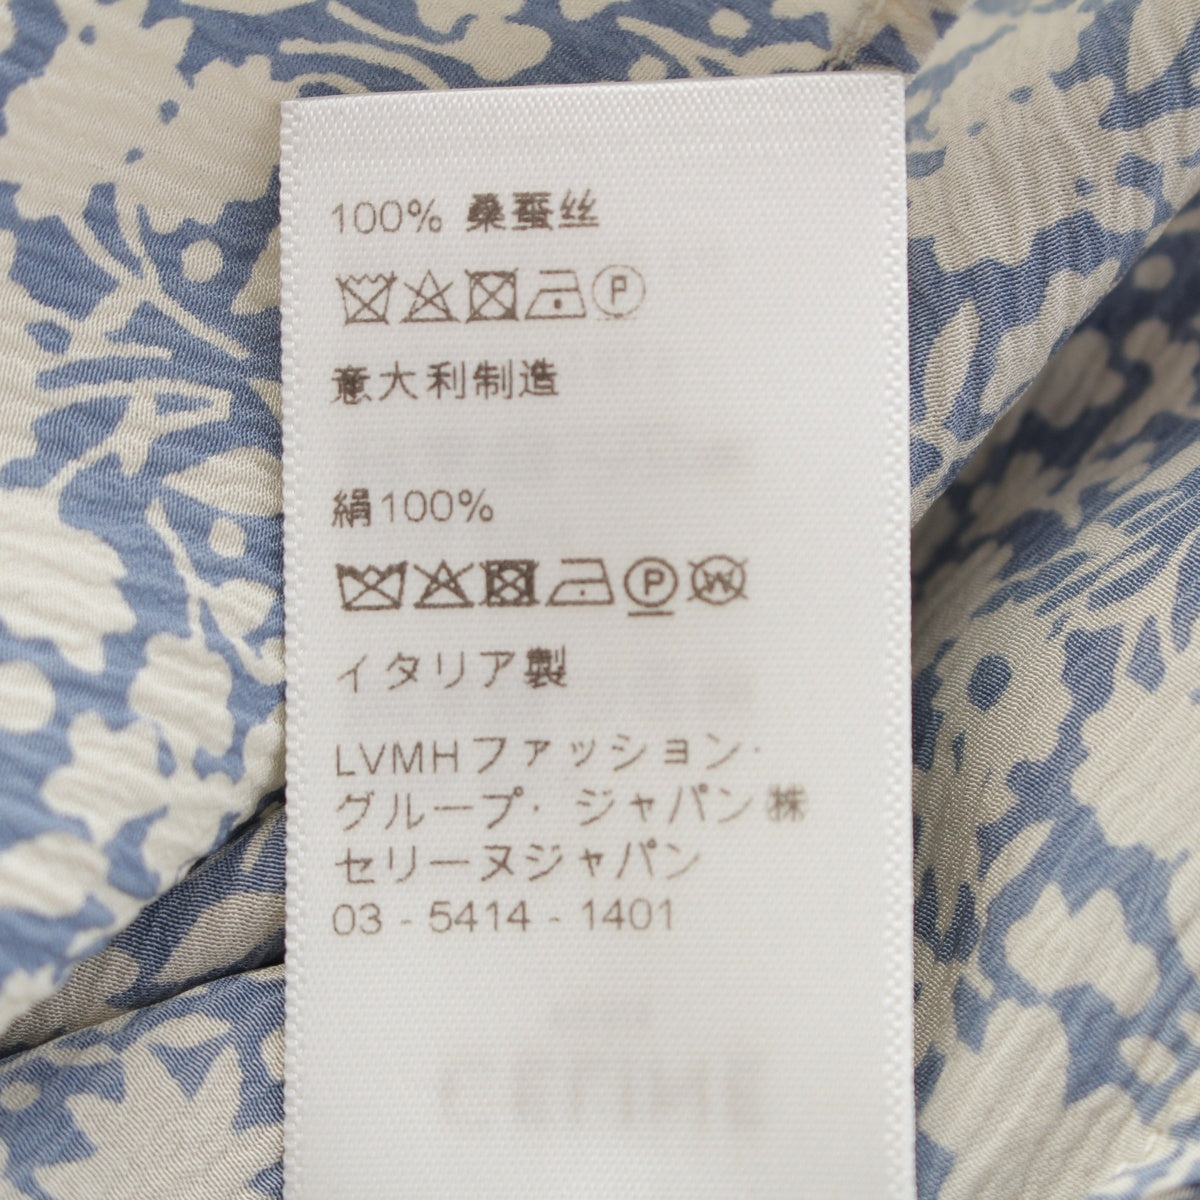 100% 桑蚕丝
P
意大利制造
絹100%
P W
イタリア製
LVMHファッション・
グループ・ジャパン㈱
セリーヌジャパン
03 - 5414 - 1401